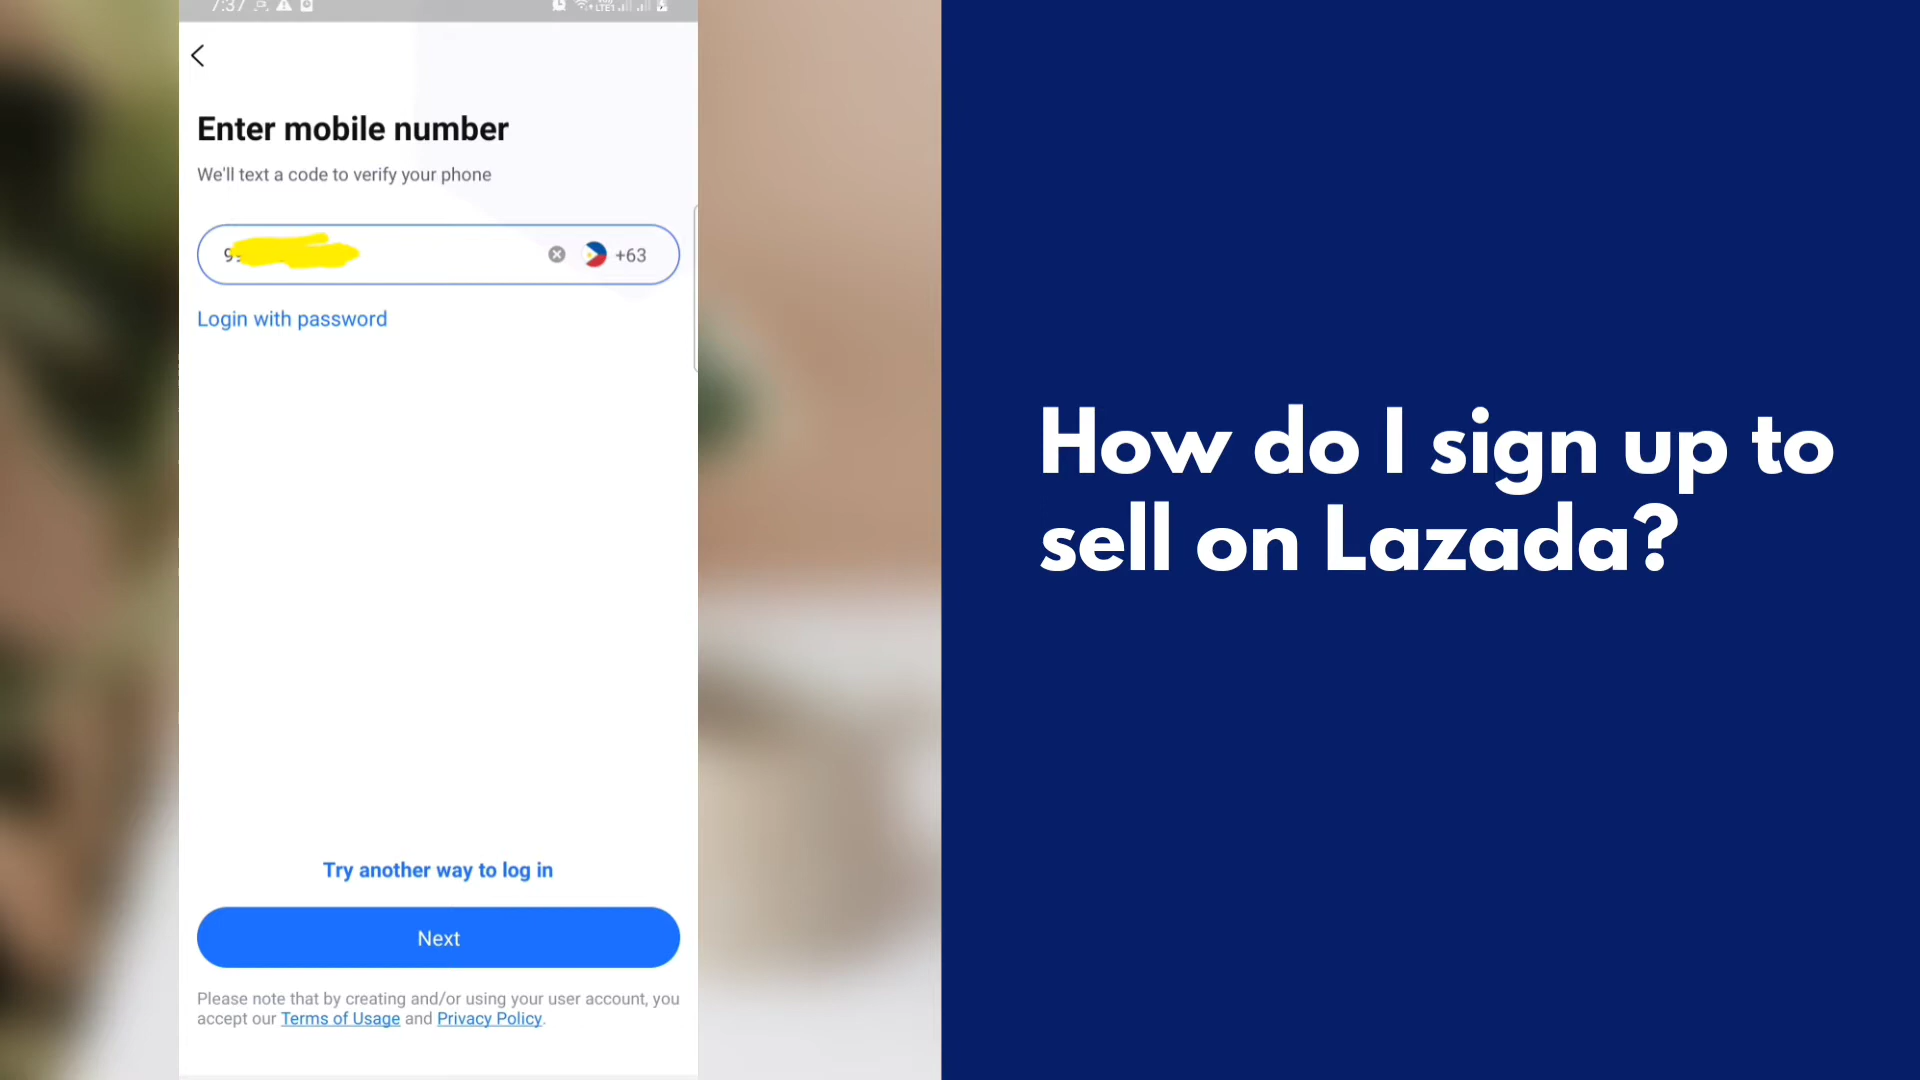 7:37
Enter mobile number
We'll text a code to verify your phone
+63
Login with password
Try another way to log in
Next
Please note that by creating and/or using your user account, you
accept our Terms of Usage and Privacy Policy.
How do I sign up to
sell on Lazada?